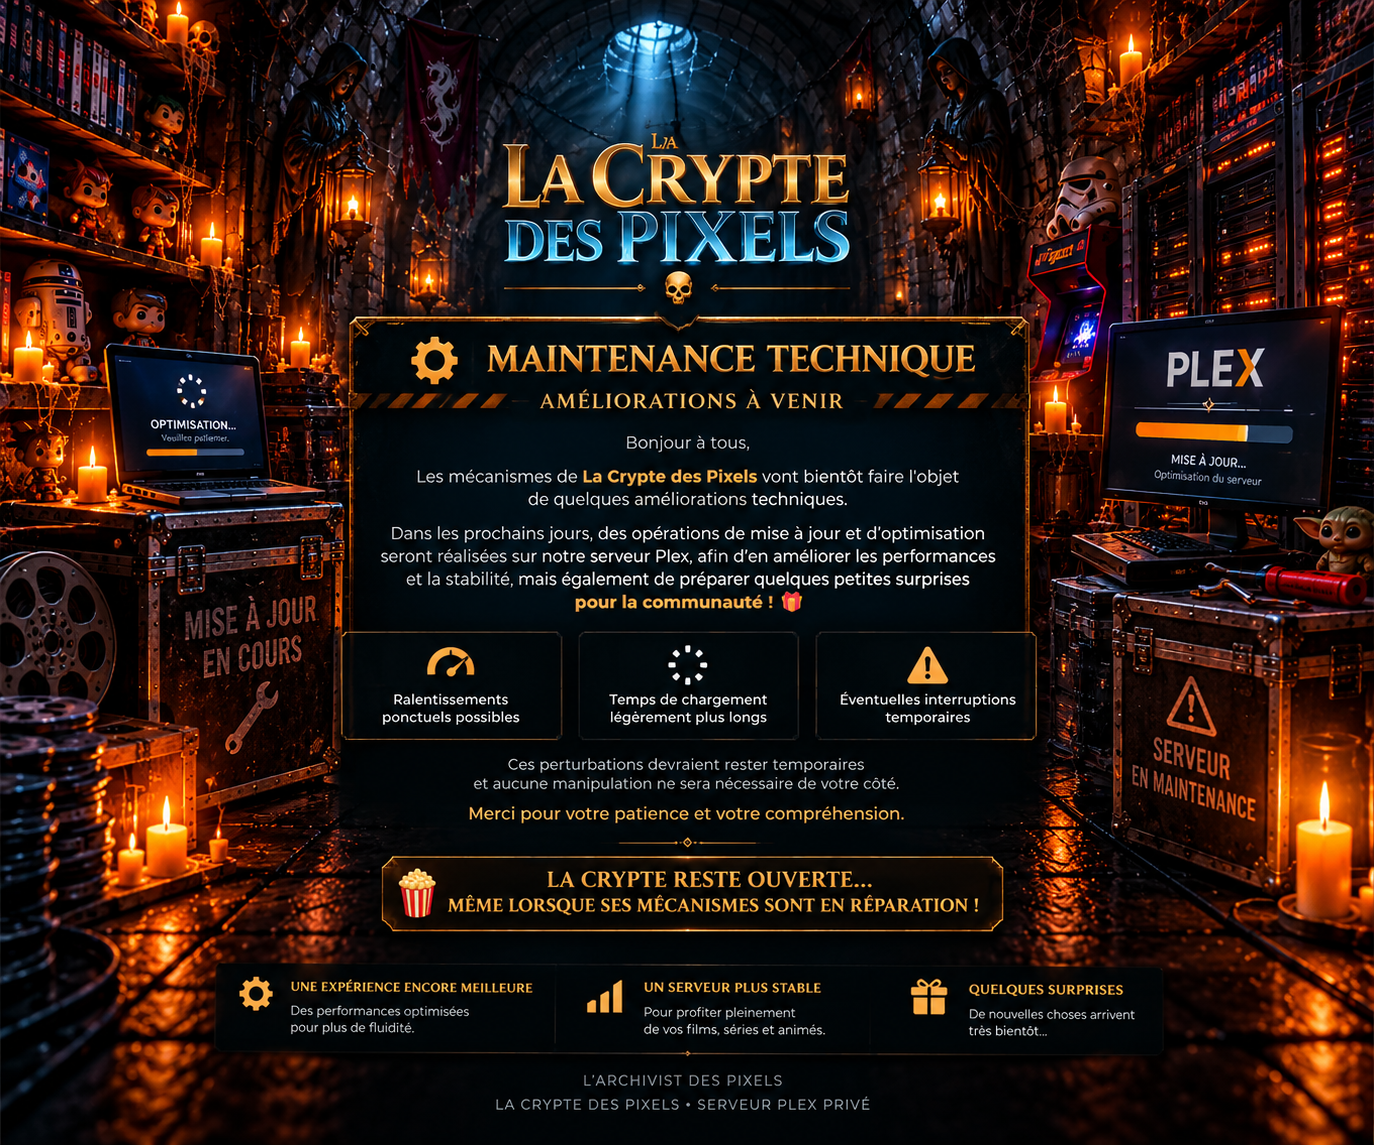 LA
LA CRYPTE
DES PIXELS
MAINTENANCE TECHNIQUE
AMÉLIORATIONS À VENIR
Bonjour à tous,
Les mécanismes de La Crypte des Pixels vont bientôt faire l'objet
de quelques améliorations techniques.
Dans les prochains jours, des opérations de mise à jour et d'optimisation
seront réalisées sur notre serveur Plex, afin d'en améliorer les performances
et la stabilité, mais également de préparer quelques petites surprises
pour la communauté ! 🎁
Ralentissements
ponctuels possibles
Temps de chargement
légèrement plus longs
Éventuelles interruptions
temporaires
Ces perturbations devraient rester temporaires
et aucune manipulation ne sera nécessaire de votre côté.
Merci pour votre patience et votre compréhension.
LA CRYPTE RESTE OUVERTE...
MÊME LORSQUE SES MÉCANISMES SONT EN RÉPARATION !
UNE EXPÉRIENCE ENCORE MEILLEURE
Des performances optimisées
pour plus de fluidité.
UN SERVEUR PLUS STABLE
Pour profiter pleinement
de vos films, séries et animés.
QUELQUES SURPRISES
De nouvelles choses arrivent
très bientôt...
L'ARCHIVIST DES PIXELS
LA CRYPTE DES PIXELS • SERVEUR PLEX PRIVÉ
OPTIMISATION...
Veuillez patienter.
MISE À JOUR
EN COURS
PLEX
MISE À JOUR...
Optimisation du serveur
SERVEUR
EN MAINTENANCE